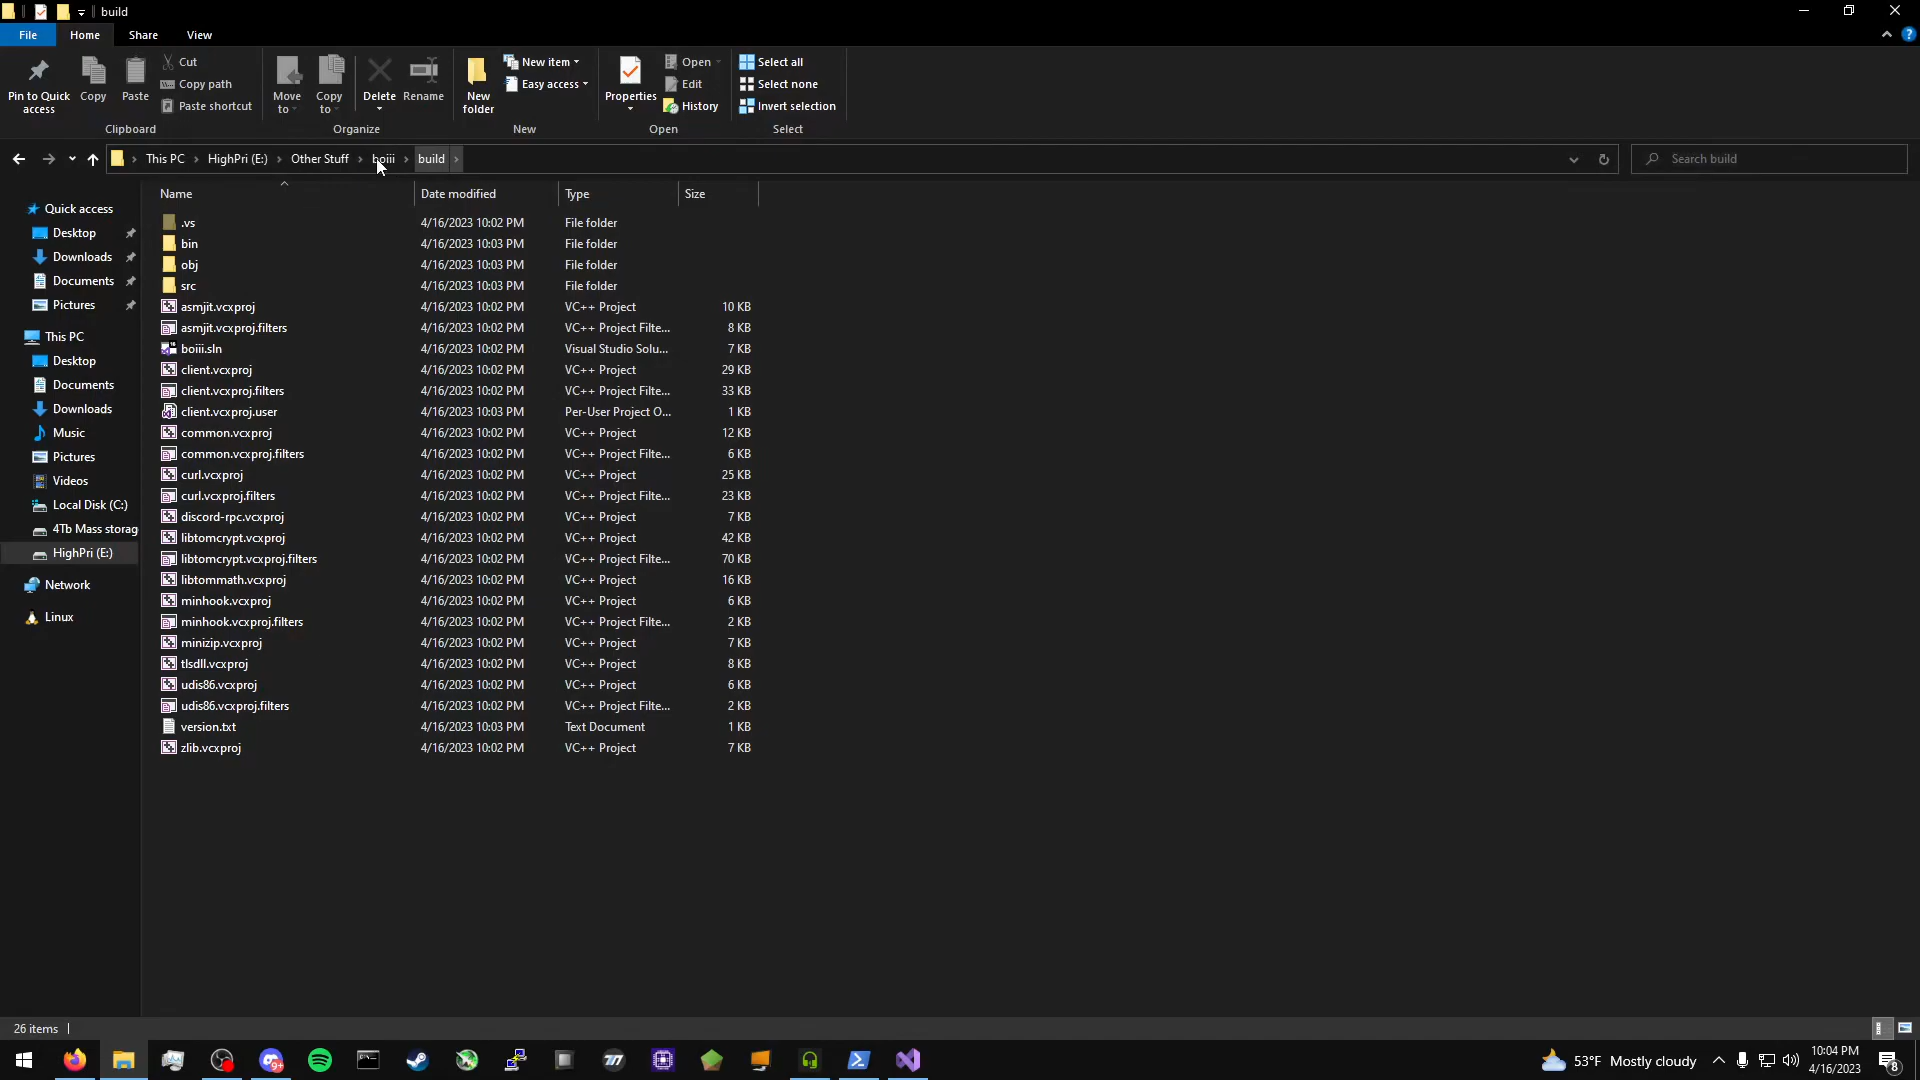 build
File Home Share View
Pin to Quick access
Copy
Paste
Cut
Copy path
Paste shortcut
Clipboard
Move to
Copy to
Delete
Rename
Organize
New folder
New item
Easy access
New
Properties
Open
Edit
History
Open
Select all
Select none
Invert selection
Select
This PC HighPri (E:) Other Stuff boiii build
Search build
Name Date modified Type Size
Quick access
Desktop
Downloads
Documents
Pictures
This PC
Desktop
Documents
Downloads
Music
Pictures
Videos
Local Disk (C:)
4Tb Mass storag
HighPri (E:)
Network
Linux
.vs 4/16/2023 10:02 PM File folder
bin 4/16/2023 10:03 PM File folder
obj 4/16/2023 10:03 PM File folder
src 4/16/2023 10:03 PM File folder
asmjit.vcxproj 4/16/2023 10:02 PM VC++ Project 10 KB
asmjit.vcxproj.filters 4/16/2023 10:02 PM VC++ Project Filte... 8 KB
boiii.sln 4/16/2023 10:02 PM Visual Studio Solu... 7 KB
client.vcxproj 4/16/2023 10:02 PM VC++ Project 29 KB
client.vcxproj.filters 4/16/2023 10:02 PM VC++ Project Filte... 33 KB
client.vcxproj.user 4/16/2023 10:03 PM Per-User Project O... 1 KB
common.vcxproj 4/16/2023 10:02 PM VC++ Project 12 KB
common.vcxproj.filters 4/16/2023 10:02 PM VC++ Project Filte... 6 KB
curl.vcxproj 4/16/2023 10:02 PM VC++ Project 25 KB
curl.vcxproj.filters 4/16/2023 10:02 PM VC++ Project Filte... 23 KB
discord-rpc.vcxproj 4/16/2023 10:02 PM VC++ Project 7 KB
libtomcrypt.vcxproj 4/16/2023 10:02 PM VC++ Project 42 KB
libtomcrypt.vcxproj.filters 4/16/2023 10:02 PM VC++ Project Filte... 70 KB
libtommath.vcxproj 4/16/2023 10:02 PM VC++ Project 16 KB
minhook.vcxproj 4/16/2023 10:02 PM VC++ Project 6 KB
minhook.vcxproj.filters 4/16/2023 10:02 PM VC++ Project Filte... 2 KB
minizip.vcxproj 4/16/2023 10:02 PM VC++ Project 7 KB
tlsdll.vcxproj 4/16/2023 10:02 PM VC++ Project 8 KB
udis86.vcxproj 4/16/2023 10:02 PM VC++ Project 6 KB
udis86.vcxproj.filters 4/16/2023 10:02 PM VC++ Project Filte... 2 KB
version.txt 4/16/2023 10:03 PM Text Document 1 KB
zlib.vcxproj 4/16/2023 10:02 PM VC++ Project 7 KB
26 items
9+
53°F Mostly cloudy
10:04 PM
4/16/2023
8